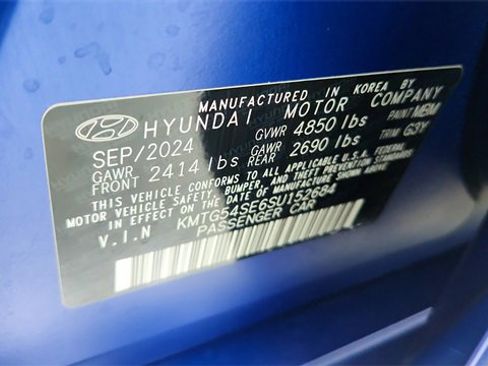 MANUFACTURED IN KOREA BY
HYUNDAI MOTOR COMPANY
SEP/2024 GVWR 4850 lbs PAINT MBM
GAWR FRONT 2414 lbs GAWR REAR 2690 lbs TRIM G3Y
THIS VEHICLE CONFORMS TO ALL APPLICABLE U.S.A. FEDERAL
MOTOR VEHICLE SAFETY, BUMPER, AND THEFT PREVENTION STANDARDS
IN EFFECT ON THE DATE OF MANUFACTURE SHOWN ABOVE.
V.I.N KMTG54SE6SU152684
PASSENGER CAR